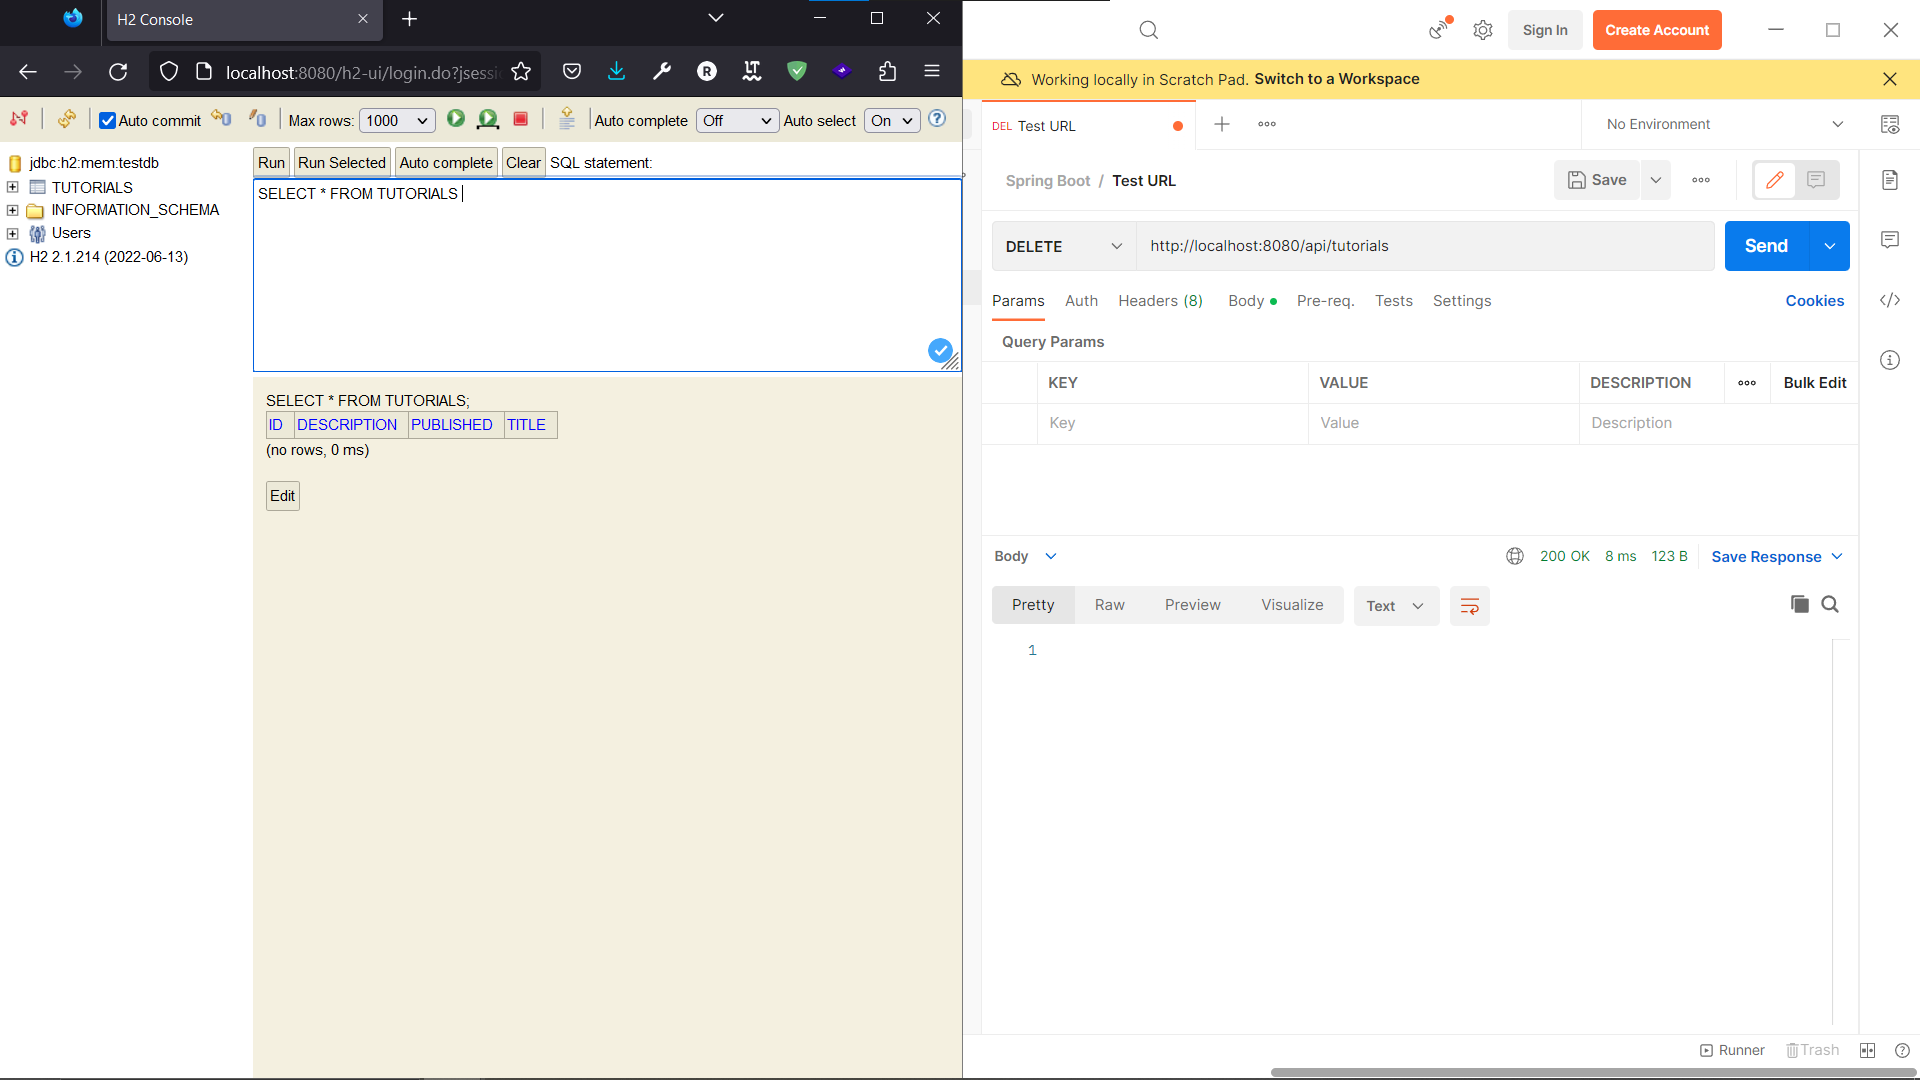 H2 Console
localhost:8080/h2-ui/login.do?jsessi
Auto commit
Max rows: 1000
Auto complete Off
Auto select On
jdbc:h2:mem:testdb
TUTORIALS
INFORMATION_SCHEMA
Users
H2 2.1.214 (2022-06-13)
Run Run Selected Auto complete Clear SQL statement:
SELECT * FROM TUTORIALS
SELECT * FROM TUTORIALS;
ID DESCRIPTION PUBLISHED TITLE
(no rows, 0 ms)
Edit
Sign In
Create Account
Working locally in Scratch Pad. Switch to a Workspace
DEL Test URL
No Environment
Spring Boot / Test URL
Save
DELETE
http://localhost:8080/api/tutorials
Send
Params Auth Headers (8) Body Pre-req. Tests Settings
Cookies
Query Params
KEY VALUE DESCRIPTION Bulk Edit
Key Value Description
Body
200 OK 8 ms 123 B Save Response
Pretty Raw Preview Visualize Text
1
Runner Trash